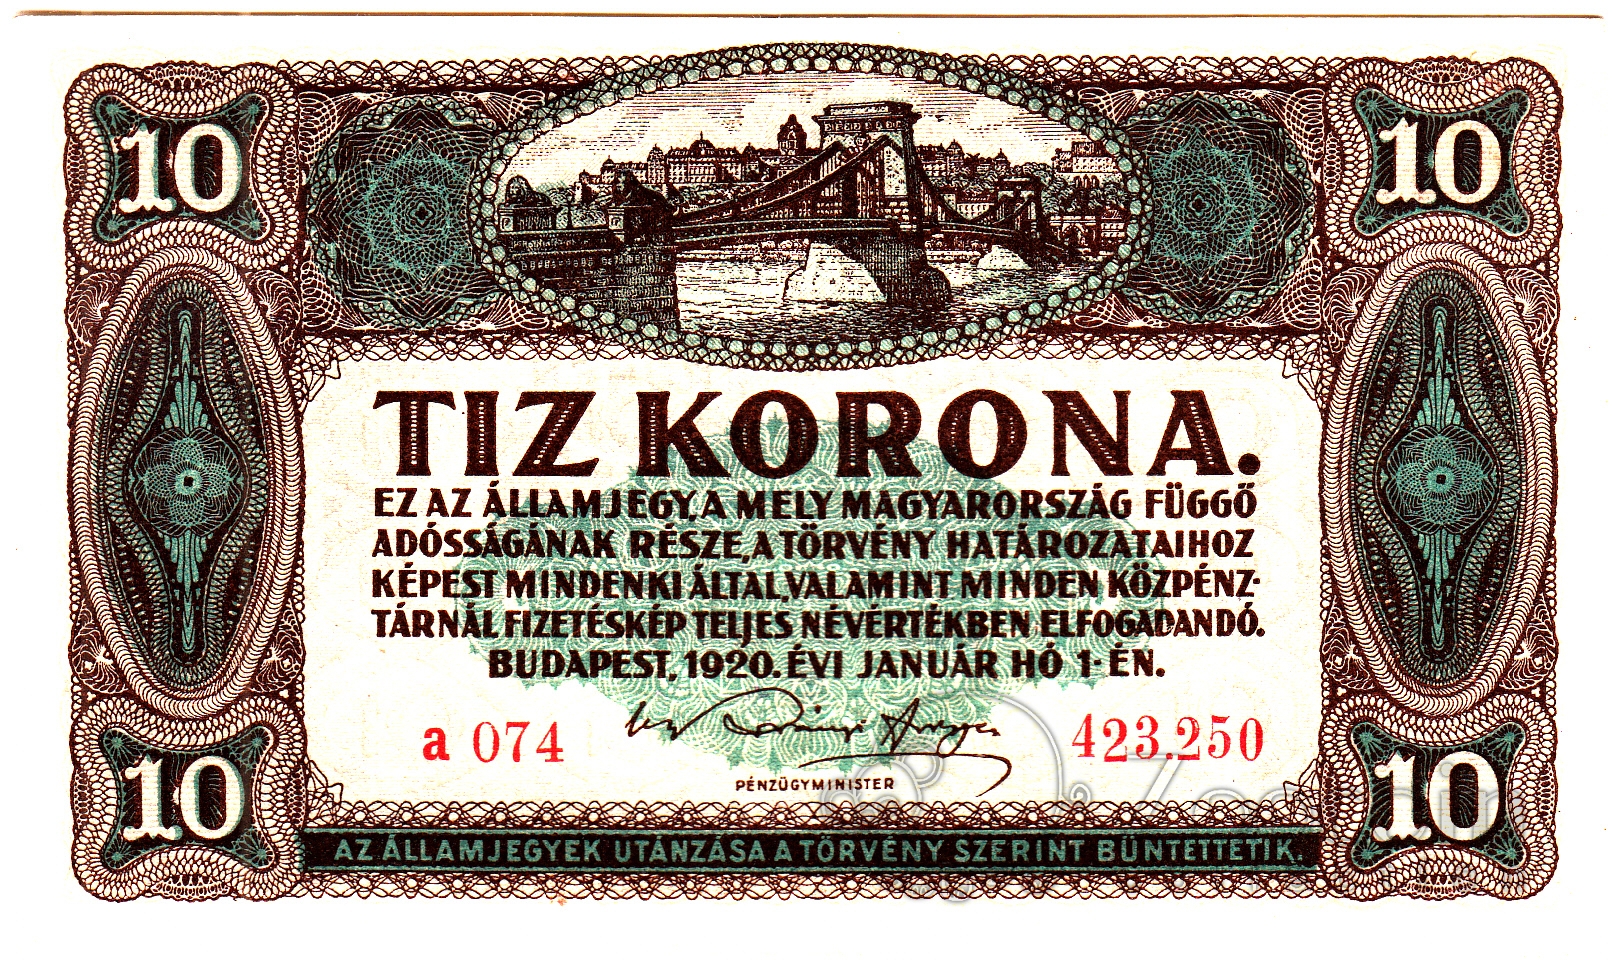 10
10
TIZ KORONA.
EZ AZ ÁLLAMJEGY, A MELY MAGYARORSZÁG FÜGGŐ
ADÓSSÁGÁNAK RÉSZE, A TÖRVÉNY HATÁROZATAIHOZ
KÉPEST MINDENKI ÁLTAL, VALAMINT MINDEN KÖZPÉNZ-
TÁRNÁL FIZETÉSKÉP TELJES NÉVÉRTÉKBEN ELFOGADANDÓ.
BUDAPEST, 1920. ÉVI JANUÁR HÓ 1-ÉN.
a 074
423.250
PÉNZÜGYMINISTER
10
10
AZ ÁLLAMJEGYEK UTÁNZÁSA A TÖRVÉNY SZERINT BÜNTETTETIK.